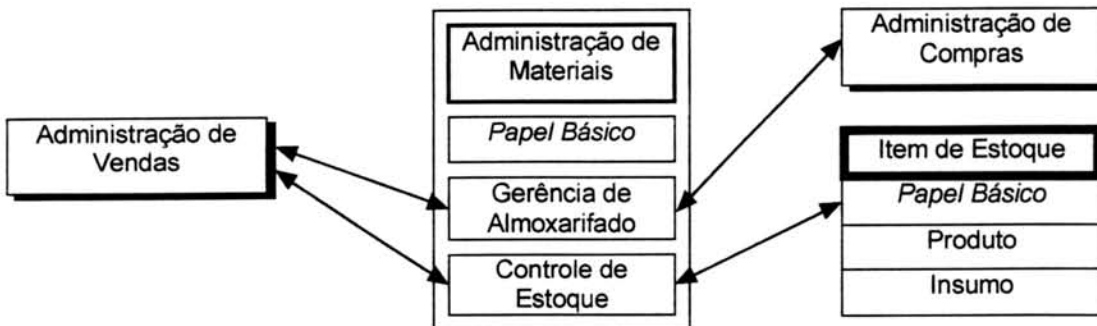 Administração de
Vendas
Administração de
Materiais
Papel Básico
Gerência de
Almoxarifado
Controle de
Estoque
Administração de
Compras
Item de Estoque
Papel Básico
Produto
Insumo